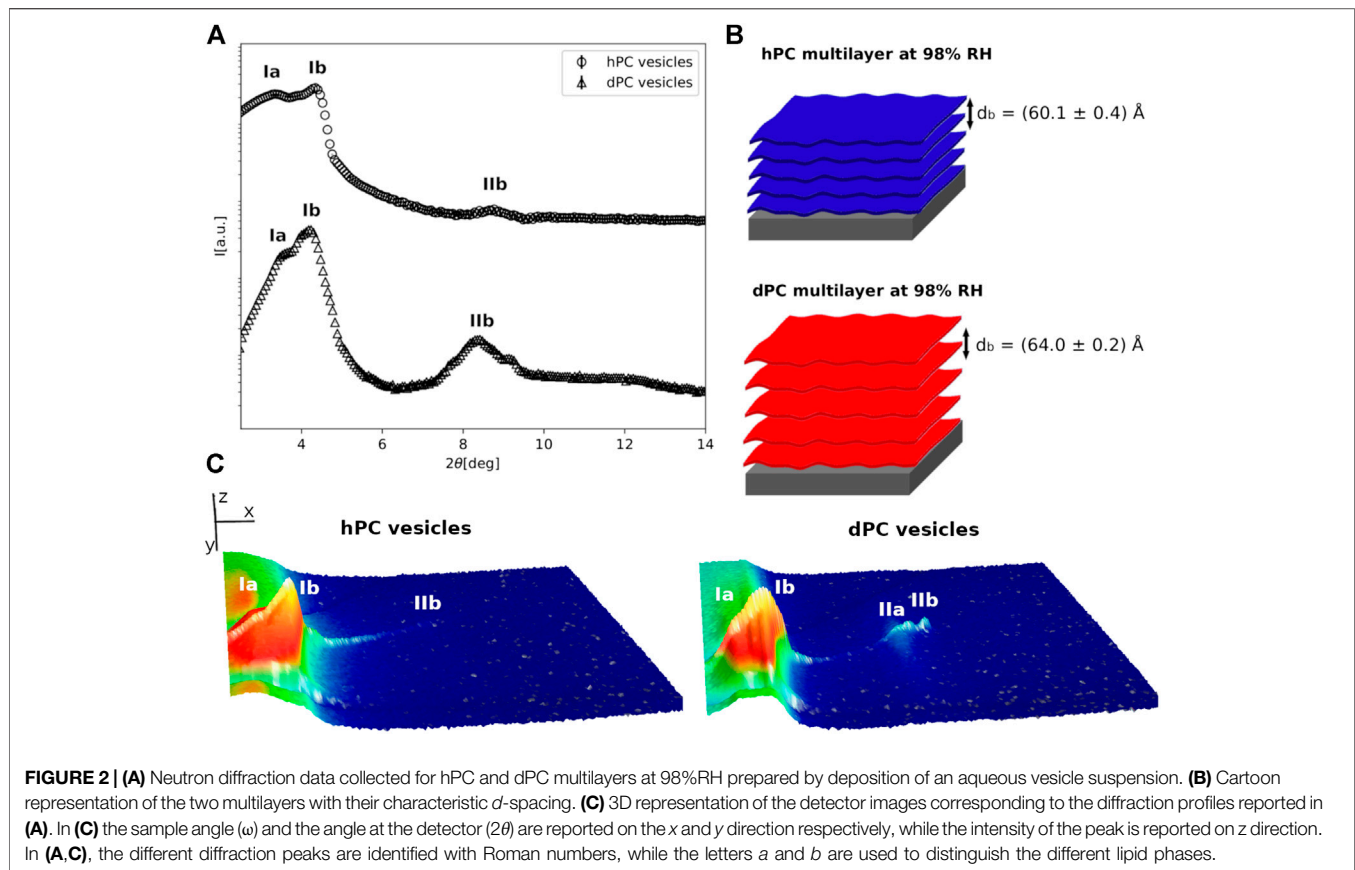 A
Ia
Ib
hPC vesicles
dPC vesicles
IIb
Ib
Ia
IIb
I[a.u.]
4 6 8 10 12 14
2θ[deg]
B
hPC multilayer at 98% RH
db = (60.1 ± 0.4) Å
dPC multilayer at 98% RH
db = (64.0 ± 0.2) Å
C
z
x
y
hPC vesicles
Ia
Ib
IIb
dPC vesicles
Ia
Ib
IIa
IIb
FIGURE 2 | (A) Neutron diffraction data collected for hPC and dPC multilayers at 98%RH prepared by deposition of an aqueous vesicle suspension. (B) Cartoon
representation of the two multilayers with their characteristic d-spacing. (C) 3D representation of the detector images corresponding to the diffraction profiles reported in
(A). In (C) the sample angle (ω) and the angle at the detector (2θ) are reported on the x and y direction respectively, while the intensity of the peak is reported on z direction.
In (A,C), the different diffraction peaks are identified with Roman numbers, while the letters a and b are used to distinguish the different lipid phases.